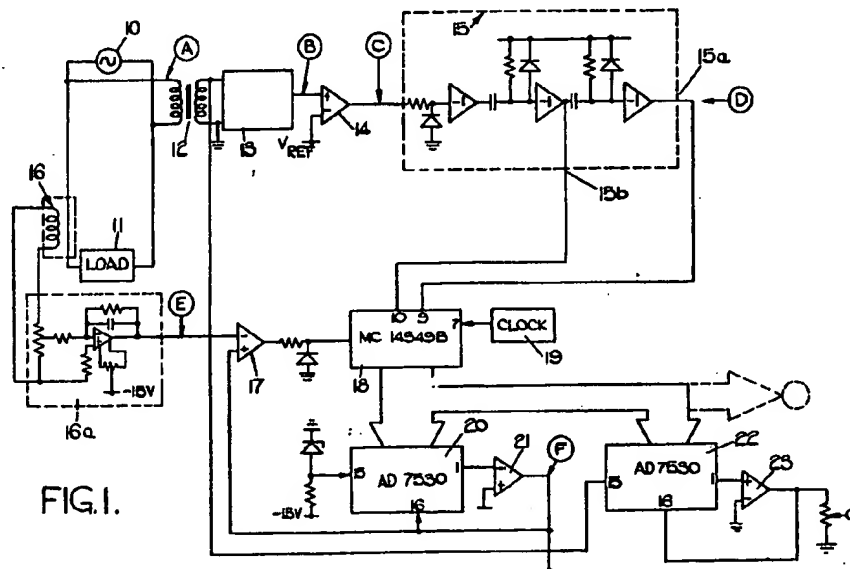 10
A
B
C
15
15a
D
12
13
VREF
14
15b
16
11
LOAD
E
10 9
7
CLOCK
MC 14549B
19
17
18
-15V
16a
20
21
F
22
15
AD 7530
1
16
-15V
15
AD 7530
1
16
23
FIG.1.